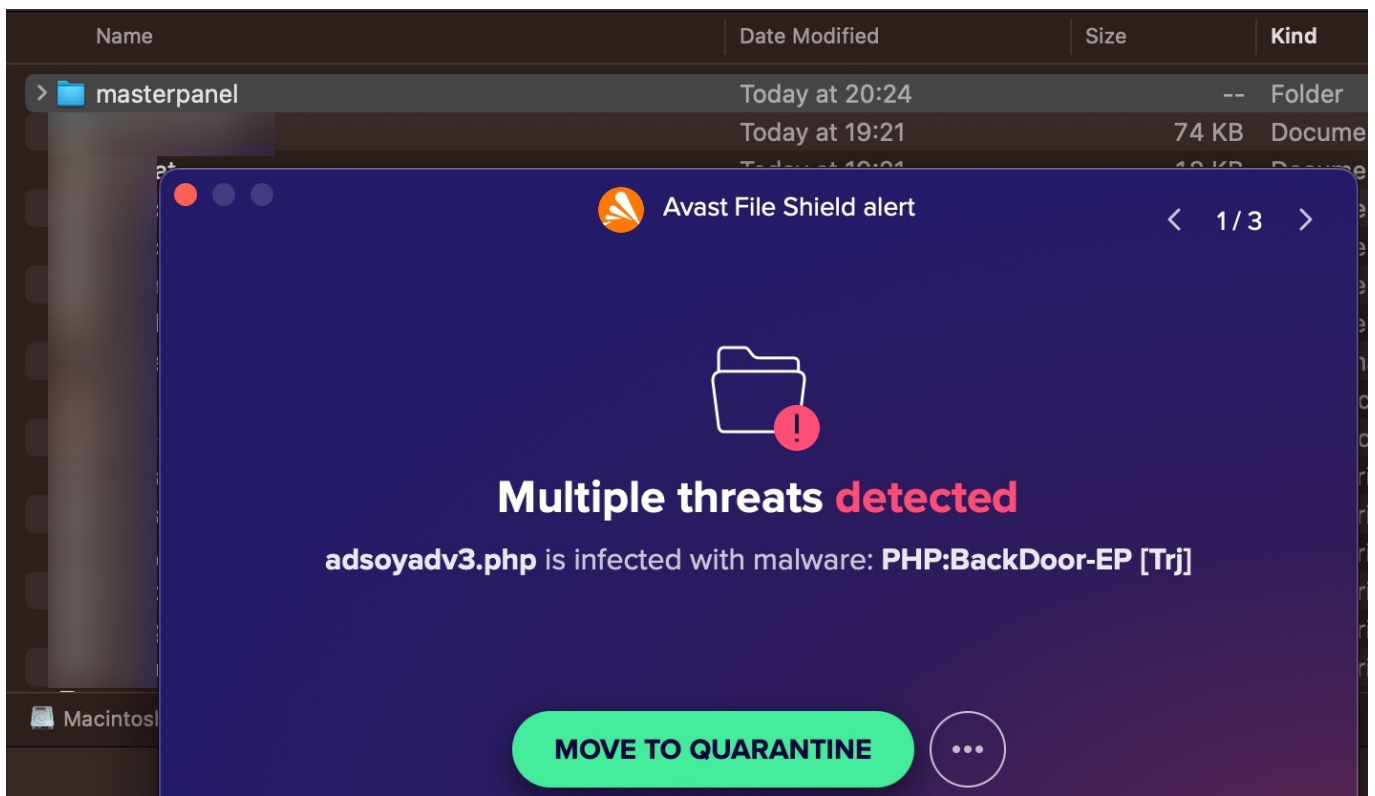 Name Date Modified Size Kind
masterpanel Today at 20:24 -- Folder
Today at 19:21 74 KB Docume
Avast File Shield alert
1 / 3
Multiple threats detected
adsoyadv3.php is infected with malware: PHP:BackDoor-EP [Trj]
Macintosl
MOVE TO QUARANTINE